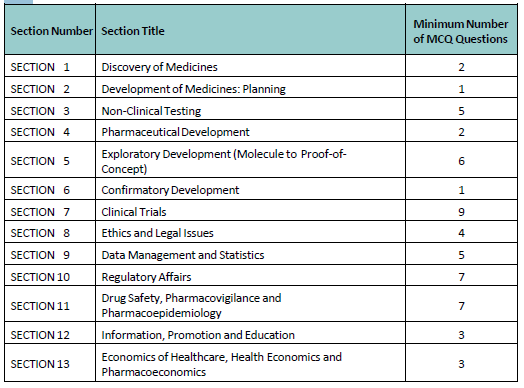 Section Number Section Title Minimum Number
of MCQ Questions
SECTION 1 Discovery of Medicines 2
SECTION 2 Development of Medicines: Planning 1
SECTION 3 Non-Clinical Testing 5
SECTION 4 Pharmaceutical Development 2
SECTION 5 Exploratory Development (Molecule to Proof-of-
Concept) 6
SECTION 6 Confirmatory Development 1
SECTION 7 Clinical Trials 9
SECTION 8 Ethics and Legal Issues 4
SECTION 9 Data Management and Statistics 5
SECTION 10 Regulatory Affairs 7
SECTION 11 Drug Safety, Pharmacovigilance and
Pharmacoepidemiology 7
SECTION 12 Information, Promotion and Education 3
SECTION 13 Economics of Healthcare, Health Economics and
Pharmacoeconomics 3